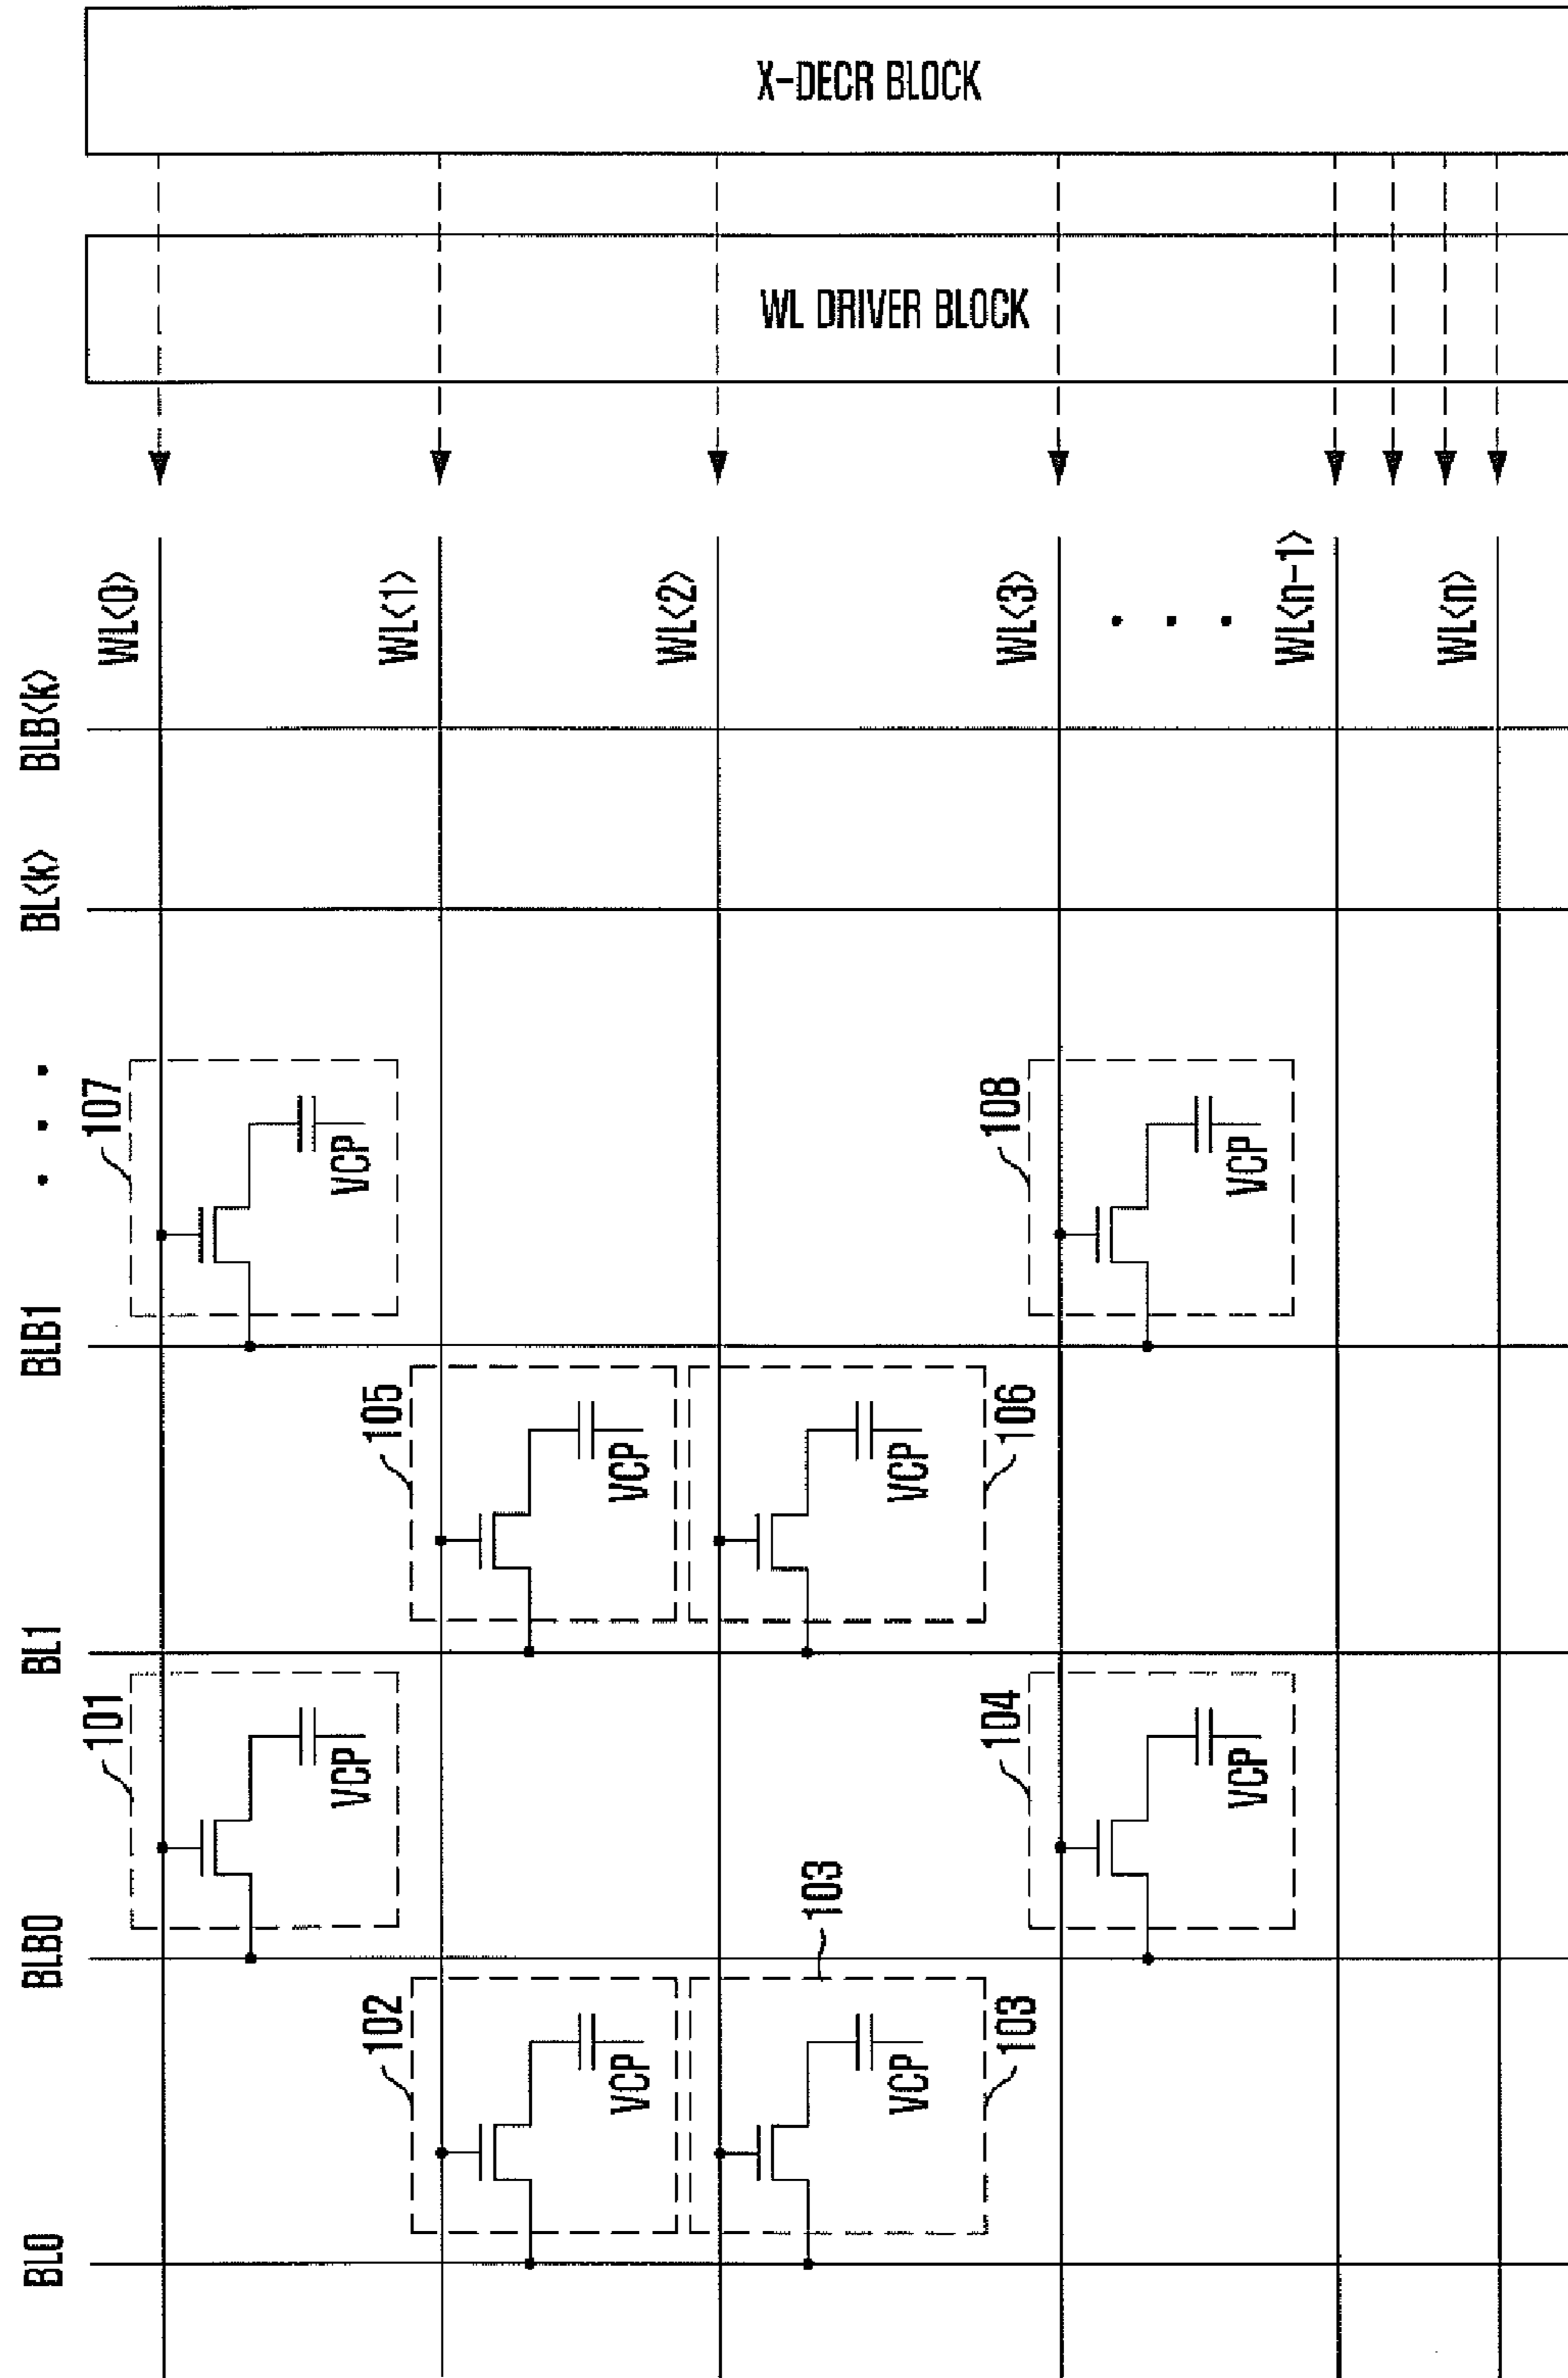 X-DECR BLOCK
WL DRIVER BLOCK
WL<0>
WL<1>
WL<2>
WL<3>
• • •
WL<n-1>
WL<n>
BLB<k>
BL<k>
• • •
107
VCP
108
VCP
BLB1
105
VCP
106
VCP
BL1
101
VCP
104
VCP
BLB0
103
102
VCP
103
VCP
BL0